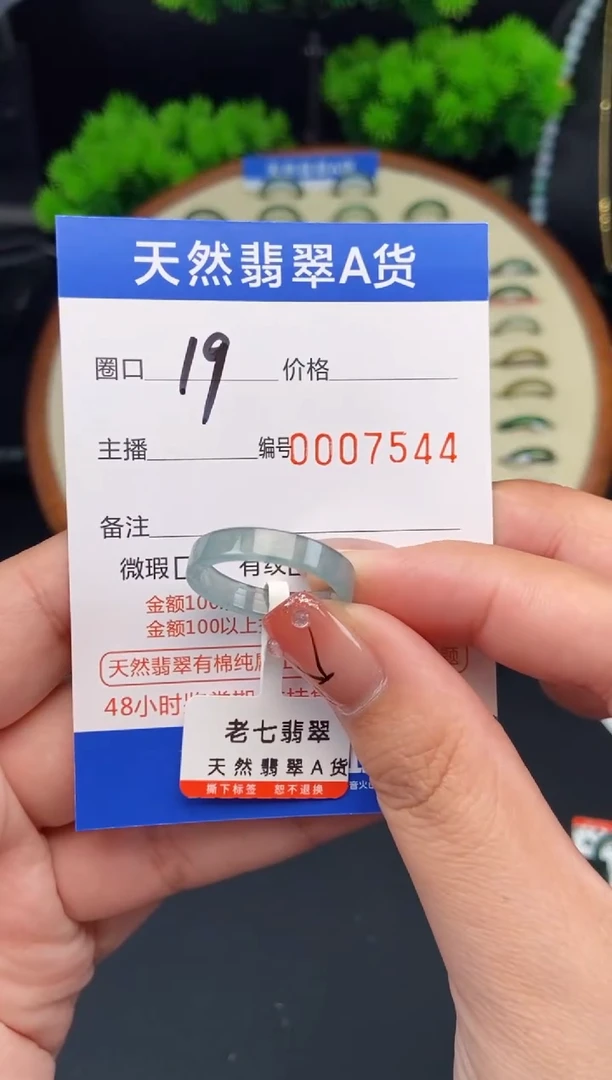 天然翡翠A货
圈口 19 价格
主播 编号0007544
备注
微瑕 有纹
金额100
金额100以上
天然翡翠有棉纯属 题
48小时
老七翡翠
天然翡翠A货
撕下标签 恕不退换